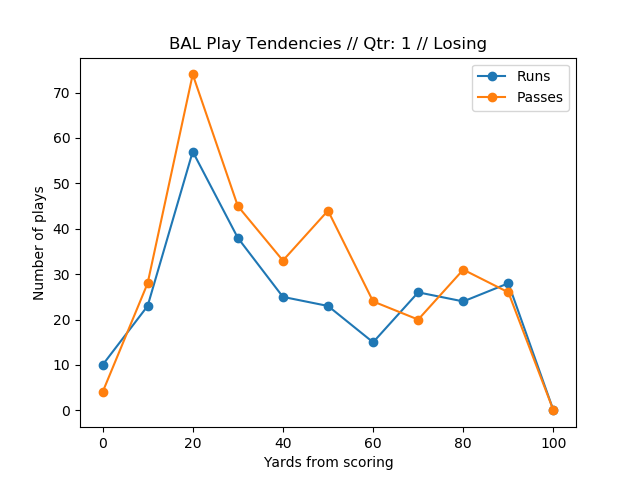 BAL Play Tendencies // Qtr: 1 // Losing
Runs
Passes
Number of plays
70
60
50
40
30
20
10
0
0 20 40 60 80 100
Yards from scoring